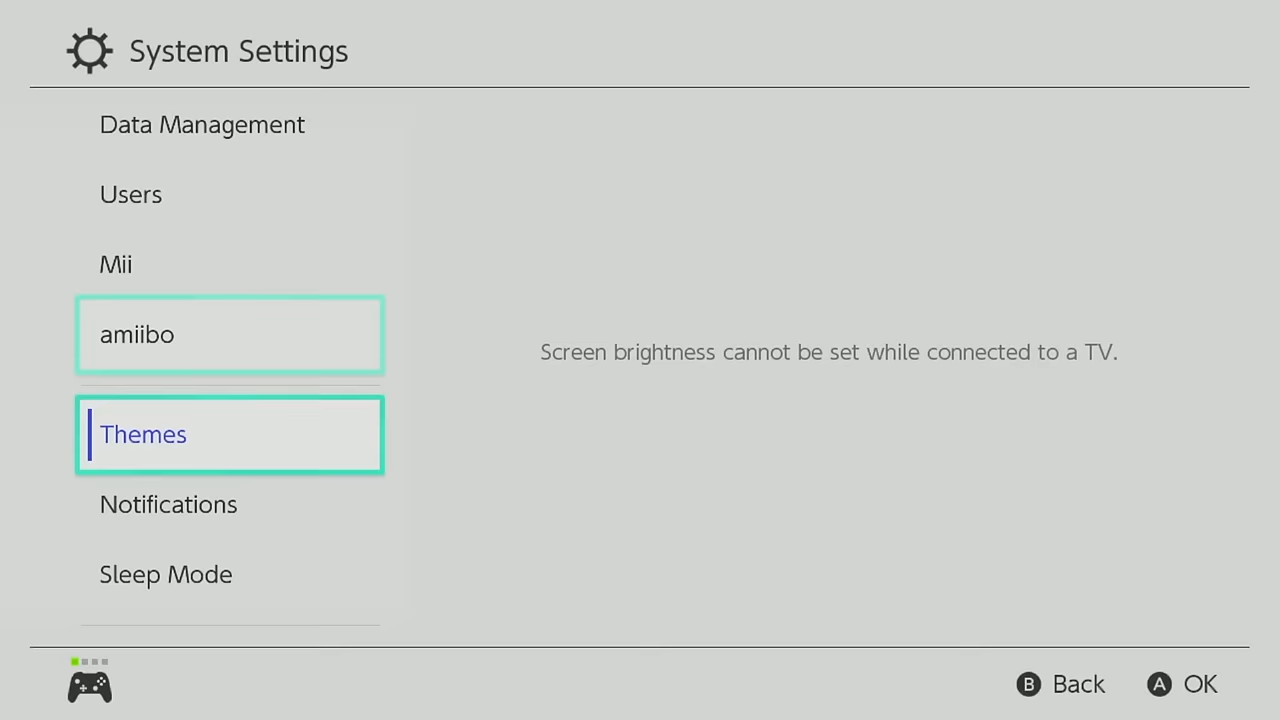 System Settings
Data Management
Users
Mii
amiibo
Themes
Notifications
Sleep Mode
Screen brightness cannot be set while connected to a TV.
B Back A OK